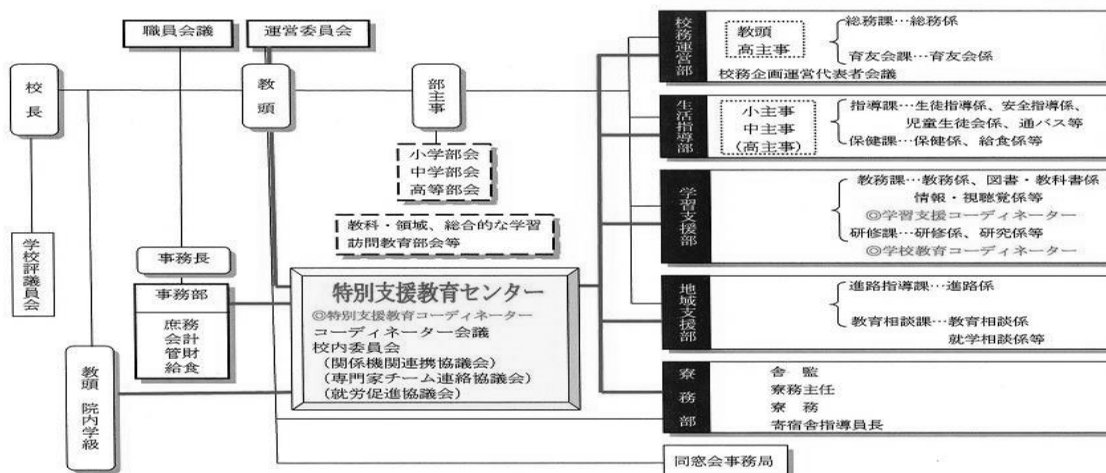 職員会議
運営委員会
校長
教頭
部主事
小学部会
中学部会
高等部会
教科・領域、総合的な学習
訪問教育部会等
学校評議員会
事務長
事務部
庶務
会計
管財
給食
教頭 院内学級
特別支援教育センター
◎特別支援教育コーディネーター
コーディネーター会議
校内委員会
(関係機関連携協議会)
(専門家チーム連絡協議会)
(就労促進協議会)
校務運営部
教頭
高主事
総務課…総務係
育友会課…育友会係
校務企画運営代表者会議
生活指導部
小主事
中主事
(高主事)
指導課…生徒指導係、安全指導係、
児童生徒会係、通バス等
保健課…保健係、給食係等
学習支援部
教務課…教務係、図書・教科書係
情報・視聴覚係等
◎学習支援コーディネーター
研修課…研修係、研究係等
◎学校教育コーディネーター
地域支援部
進路指導課…進路係
教育相談課…教育相談係
就学相談係等
寮務部
舎 監
寮務主任
寮 務
寄宿舎指導員長
同窓会事務局